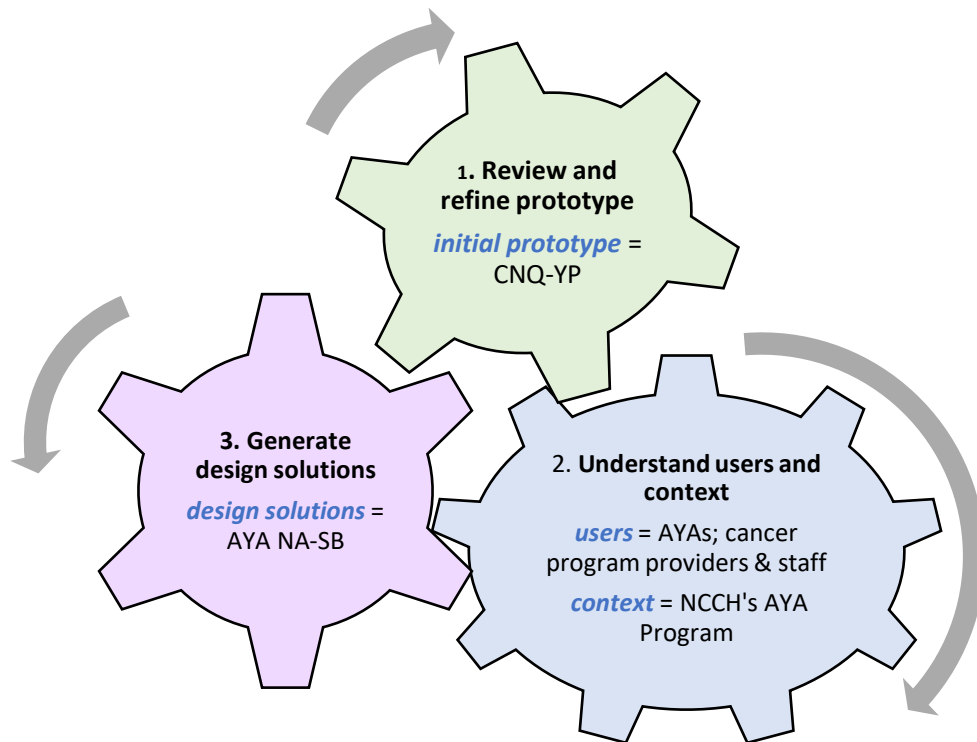 1. Review and
refine prototype
initial prototype =
CNQ-YP
3. Generate
design solutions
design solutions =
AYA NA-SB
2. Understand users and
context
users = AYAs; cancer
program providers & staff
context = NCCH's AYA
Program